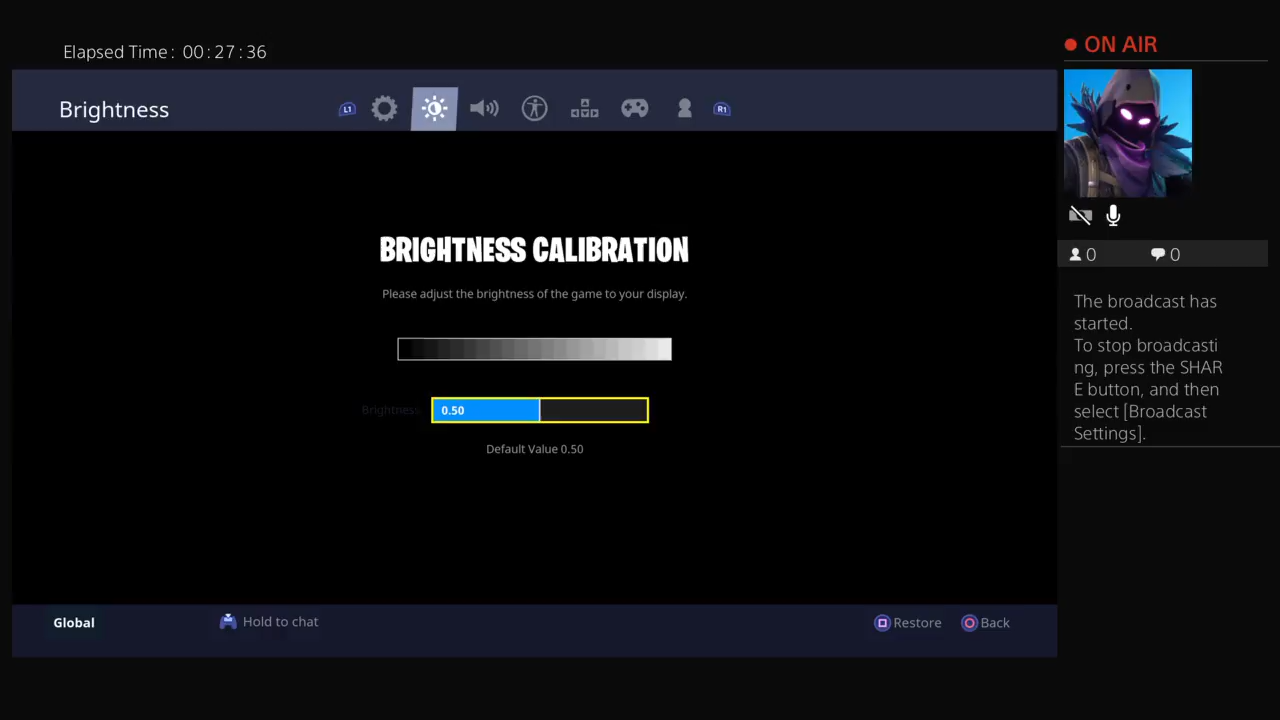 Elapsed Time: 00:27:36
ON AIR
Brightness
L1
R1
BRIGHTNESS CALIBRATION
Please adjust the brightness of the game to your display.
Brightness
0.50
Default Value 0.50
Global
Hold to chat
Restore
Back
0
0
The broadcast has
started.
To stop broadcasti
ng, press the SHAR
E button, and then
select [Broadcast
Settings].